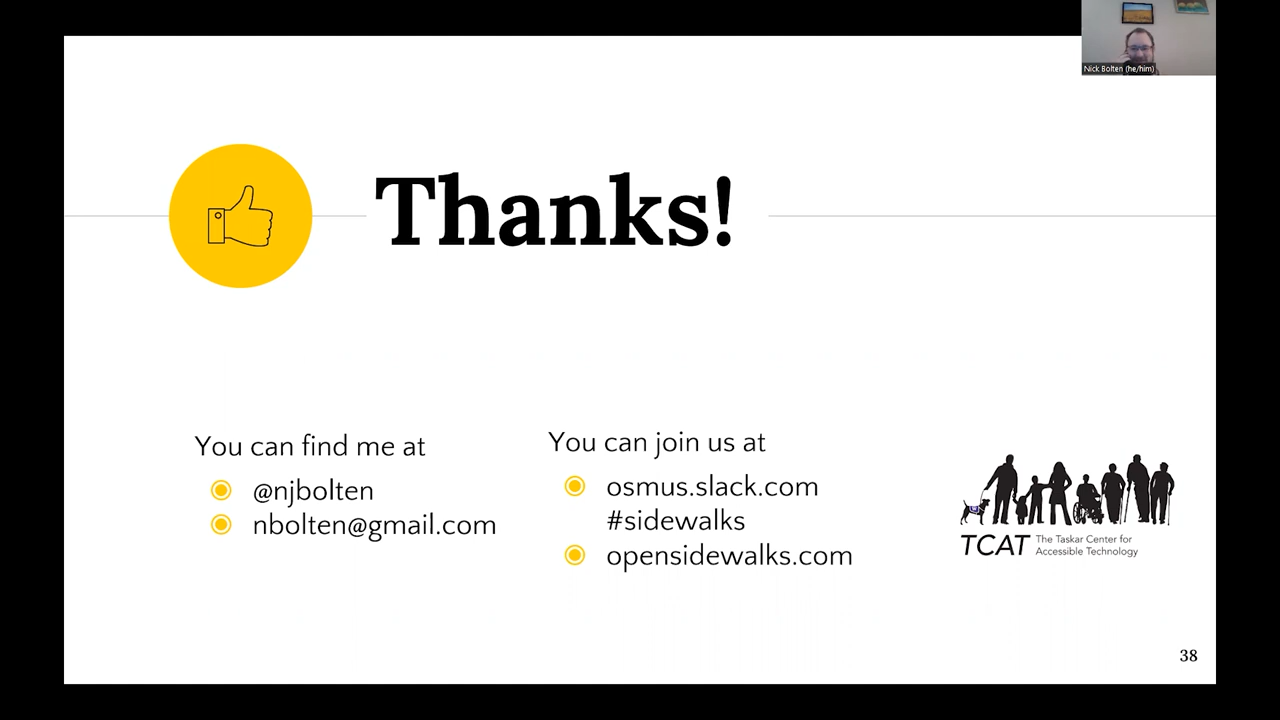 Nick Bolten (he/him)
Thanks!
You can find me at
@njbolten
nbolten@gmail.com
You can join us at
osmus.slack.com
#sidewalks
opensidewalks.com
TCAT The Taskar Center for
Accessible Technology
38